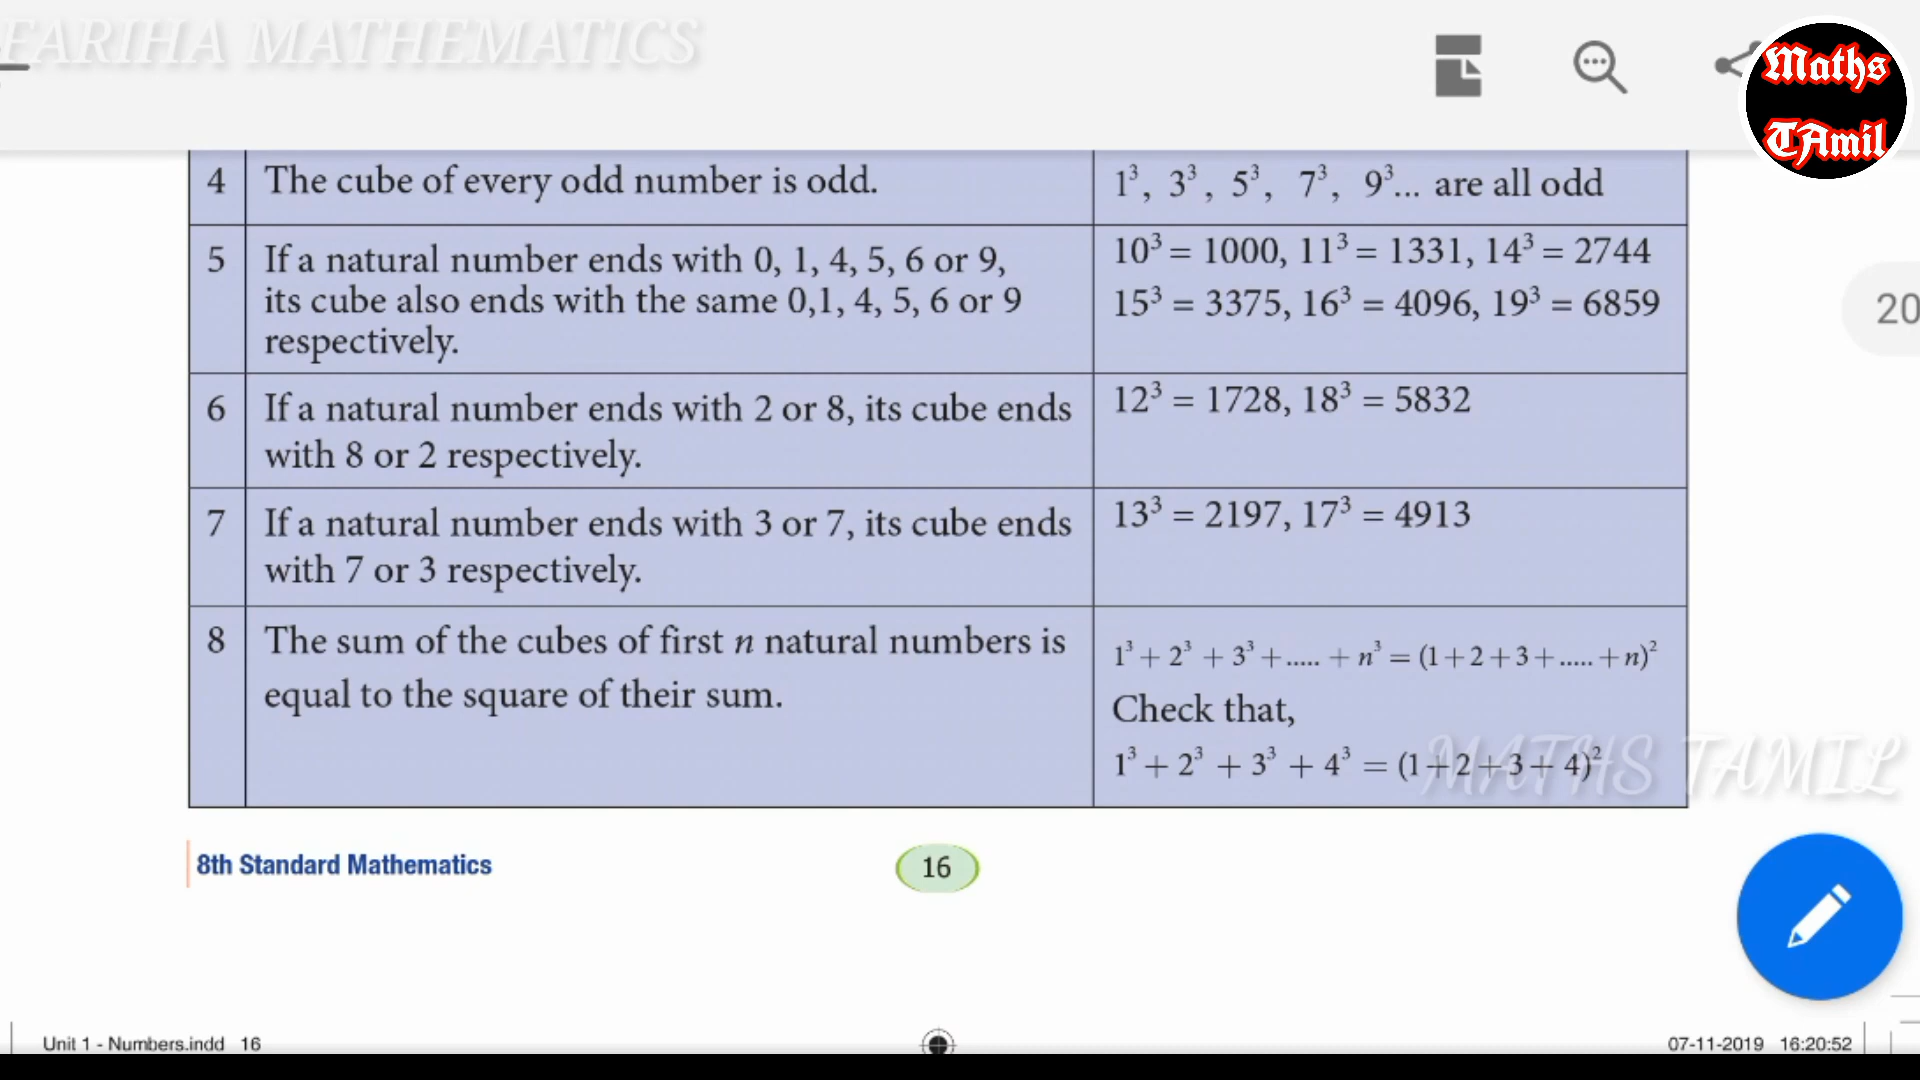 FARIHA MATHEMATICS
Maths
TAmil
4 The cube of every odd number is odd. 1³, 3³, 5³, 7³, 9³... are all odd
5 If a natural number ends with 0, 1, 4, 5, 6 or 9, 10³ = 1000, 11³ = 1331, 14³ = 2744
its cube also ends with the same 0,1, 4, 5, 6 or 9 15³ = 3375, 16³ = 4096, 19³ = 6859
respectively.
20
6 If a natural number ends with 2 or 8, its cube ends 12³ = 1728, 18³ = 5832
with 8 or 2 respectively.
7 If a natural number ends with 3 or 7, its cube ends 13³ = 2197, 17³ = 4913
with 7 or 3 respectively.
8 The sum of the cubes of first n natural numbers is 1³ + 2³ + 3³ + ..... + n³ = (1+2+3+.....+n)²
equal to the square of their sum. Check that,
1³ + 2³ + 3³ + 4³ = (1+2+3+4)²
MATHS TAMIL
8th Standard Mathematics 16
Unit 1 - Numbers.indd 16 07-11-2019 16:20:52